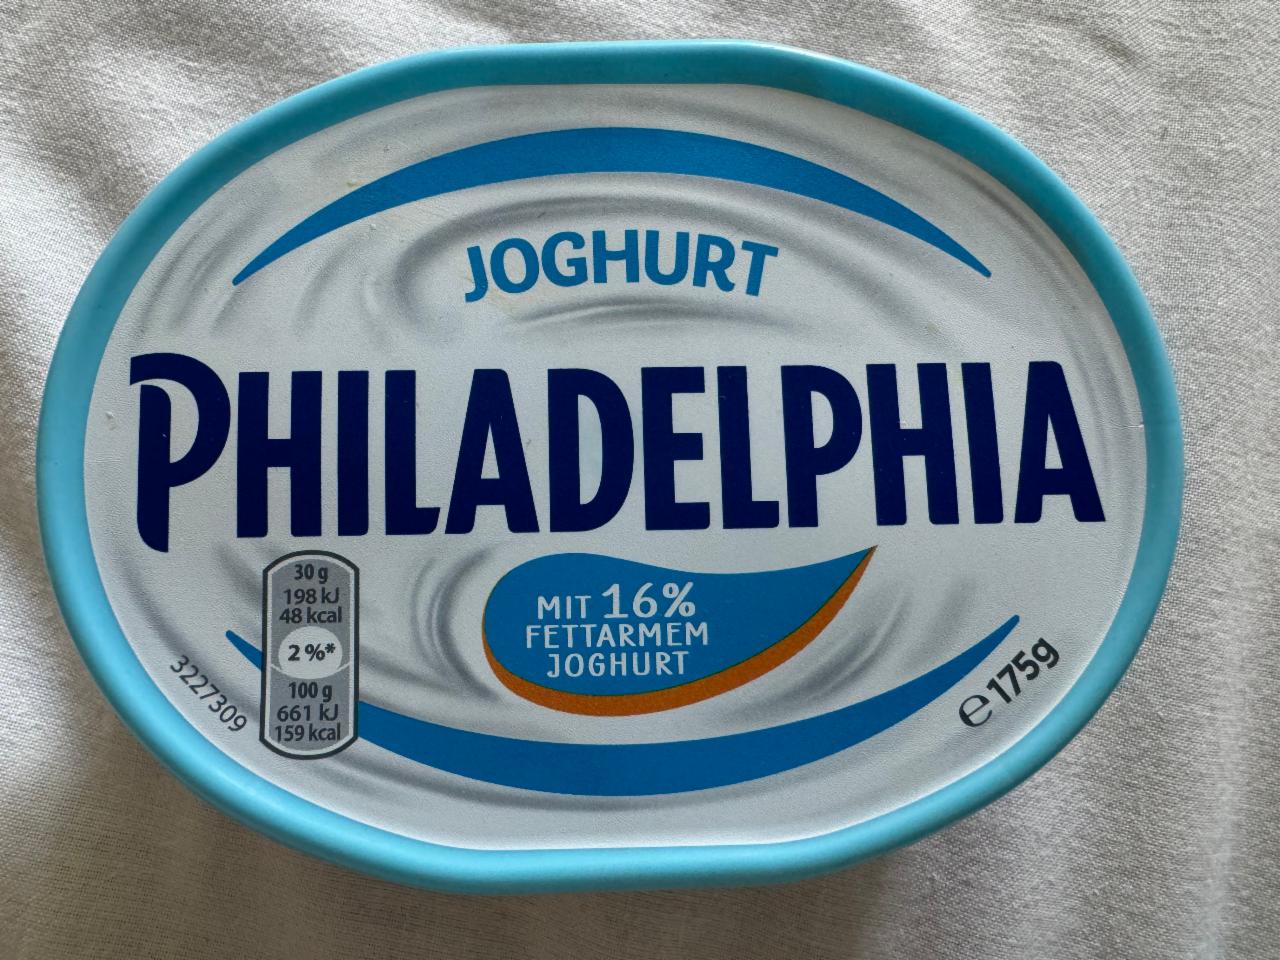 JOGHURT
PHILADELPHIA
MIT 16%
FETTARMEM
JOGHURT
30 g
198 kJ
48 kcal
2 %*
100 g
661 kJ
159 kcal
3227309
℮175g